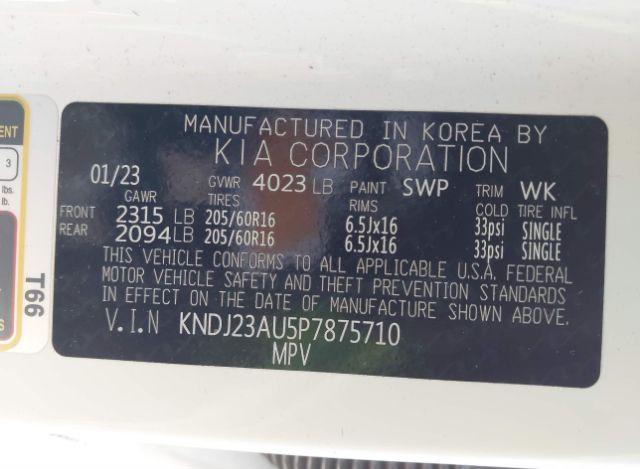 MANUFACTURED IN KOREA BY
KIA CORPORATION
01/23 GVWR 4023 LB PAINT SWP TRIM WK
GAWR TIRES RIMS COLD TIRE INFL
FRONT 2315 LB 205/60R16 6.5Jx16 33psi SINGLE
REAR 2094 LB 205/60R16 6.5Jx16 33psi SINGLE
THIS VEHICLE CONFORMS TO ALL APPLICABLE U.S.A. FEDERAL
MOTOR VEHICLE SAFETY AND THEFT PREVENTION STANDARDS
IN EFFECT ON THE DATE OF MANUFACTURE SHOWN ABOVE.
V.I.N KNDJ23AU5P7875710
MPV
T66
3
lbs.
lb.